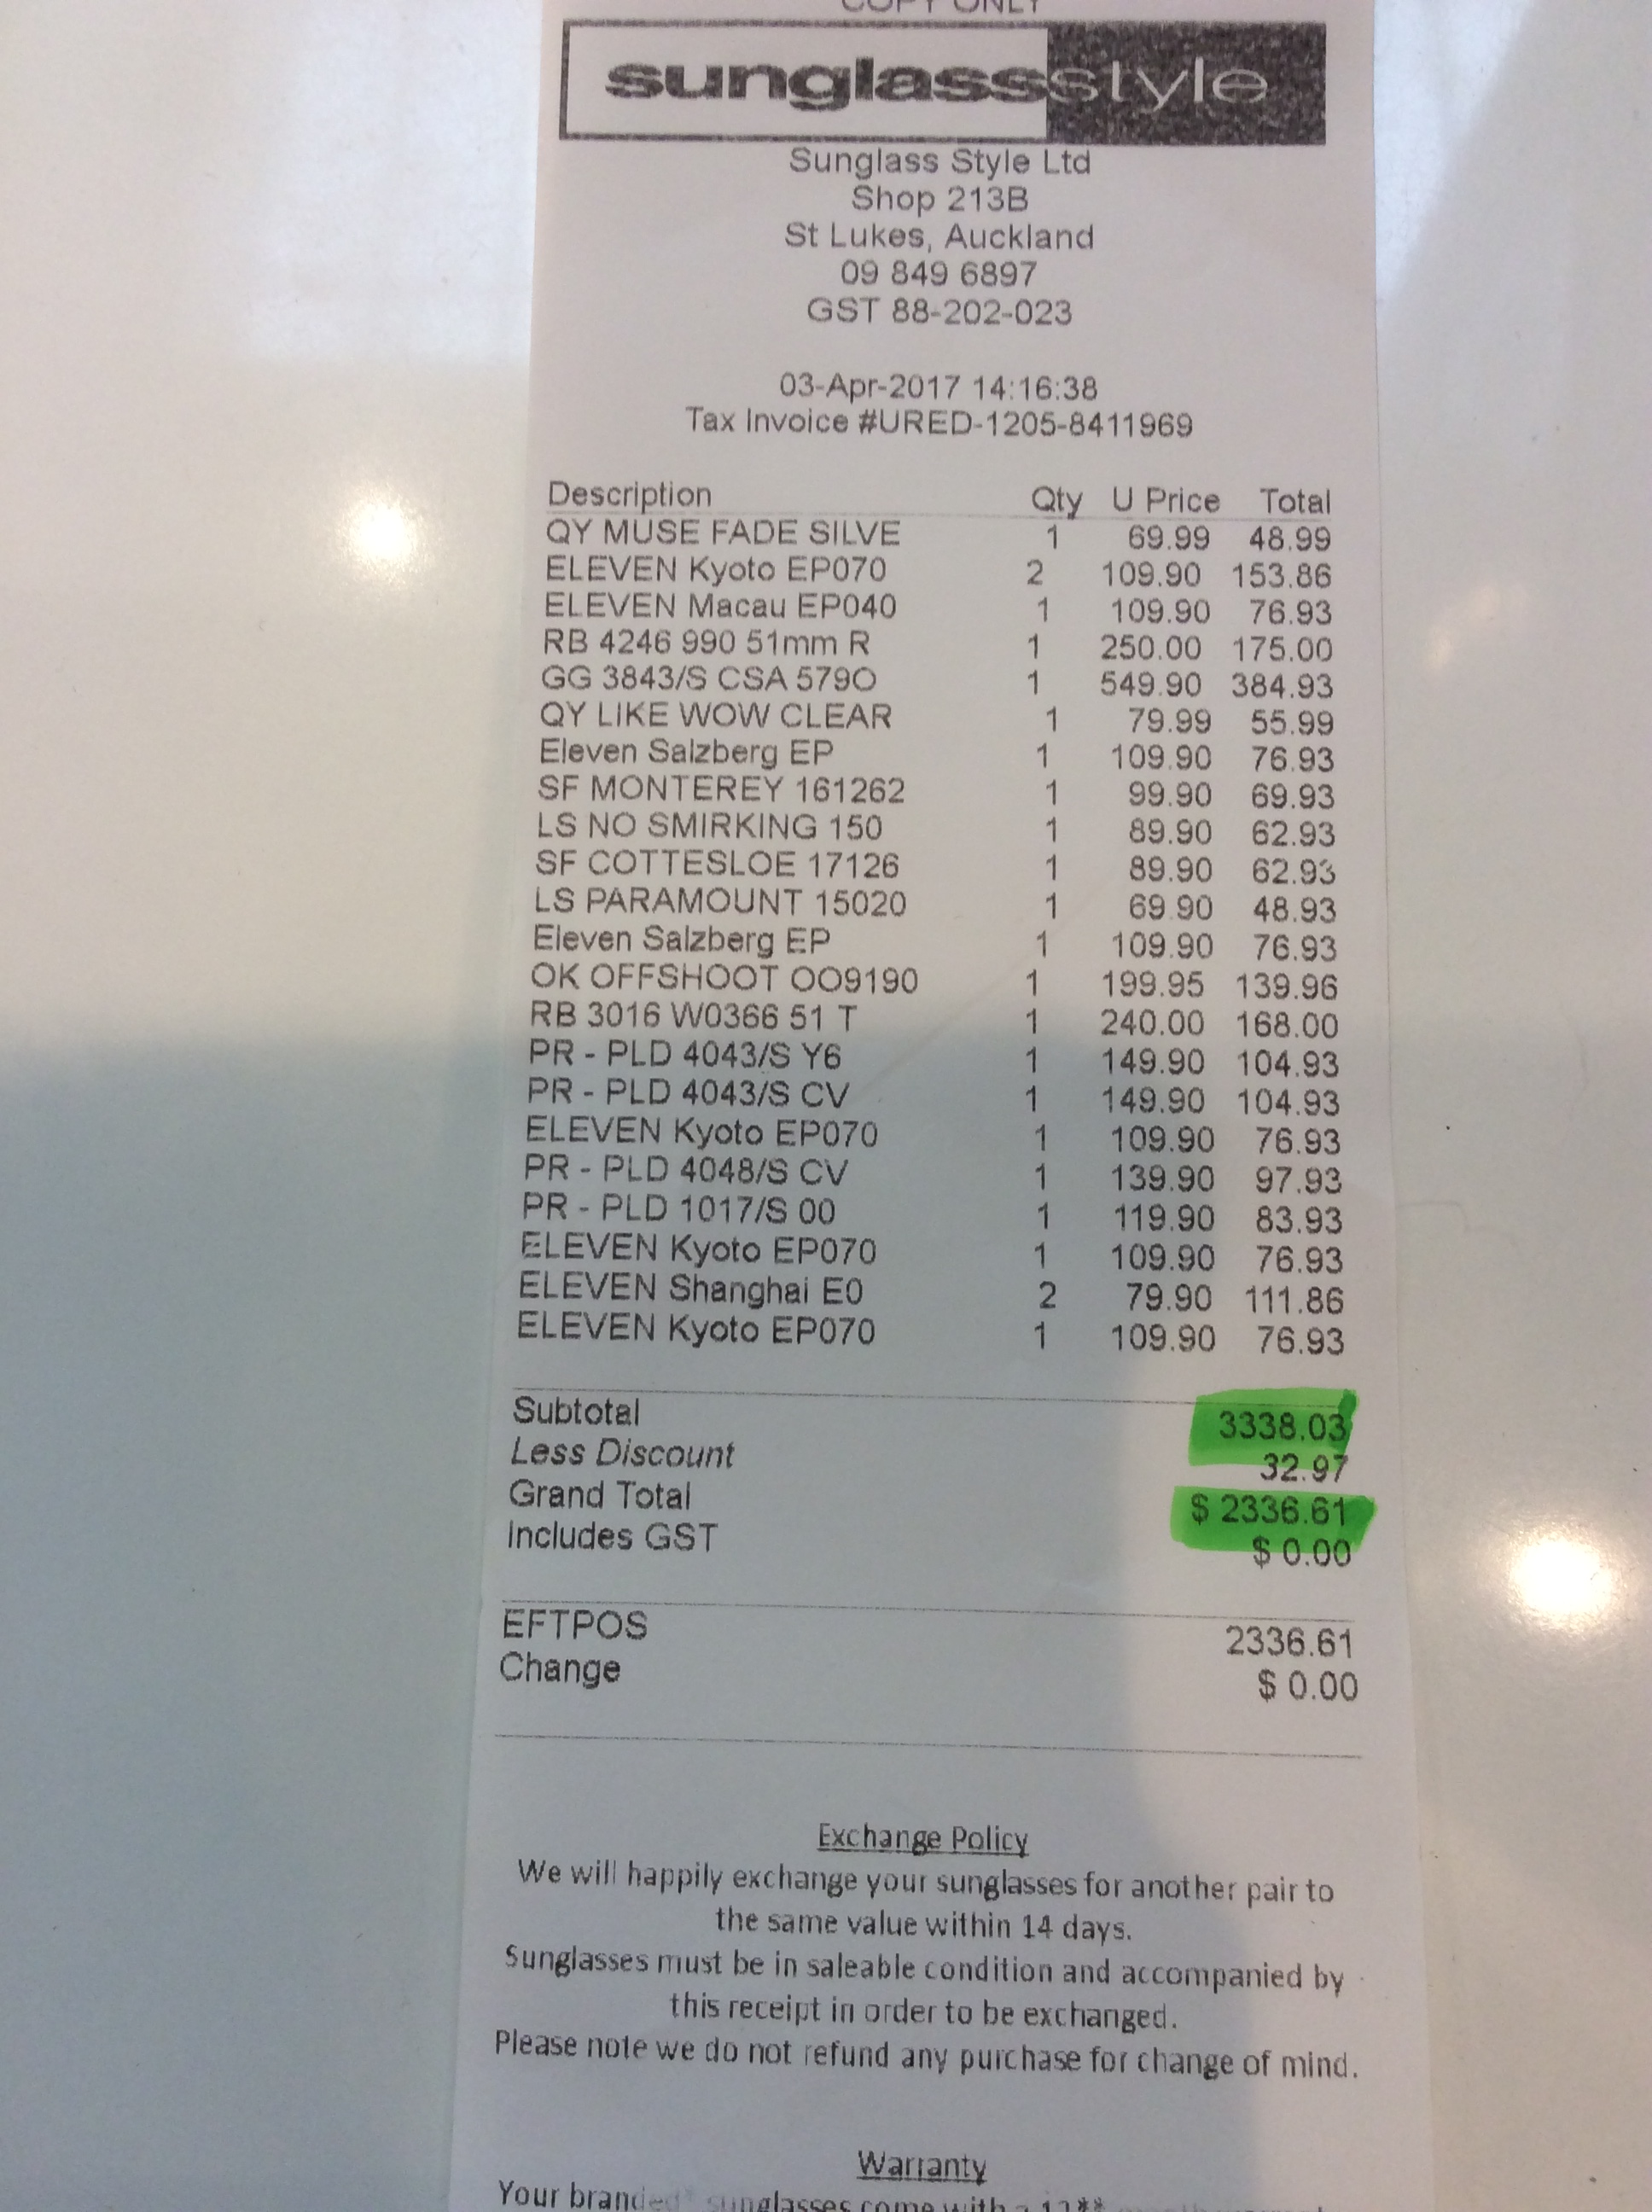 COPY ONLY
sunglassstyle
Sunglass Style Ltd
Shop 213B
St Lukes, Auckland
09 849 6897
GST 88-202-023
03-Apr-2017 14:16:38
Tax Invoice #URED-1205-8411969
Description Qty U Price Total
QY MUSE FADE SILVE 1 69.99 48.99
ELEVEN Kyoto EP070 2 109.90 153.86
ELEVEN Macau EP040 1 109.90 76.93
RB 4246 990 51mm R 1 250.00 175.00
GG 3843/S CSA 579O 1 549.90 384.93
QY LIKE WOW CLEAR 1 79.99 55.99
Eleven Salzberg EP 1 109.90 76.93
SF MONTEREY 161262 1 99.90 69.93
LS NO SMIRKING 150 1 89.90 62.93
SF COTTESLOE 17126 1 89.90 62.93
LS PARAMOUNT 15020 1 69.90 48.93
Eleven Salzberg EP 1 109.90 76.93
OK OFFSHOOT OO9190 1 199.95 139.96
RB 3016 W0366 51 T 1 240.00 168.00
PR - PLD 4043/S Y6 1 149.90 104.93
PR - PLD 4043/S CV 1 149.90 104.93
ELEVEN Kyoto EP070 1 109.90 76.93
PR - PLD 4048/S CV 1 139.90 97.93
PR - PLD 1017/S 00 1 119.90 83.93
ELEVEN Kyoto EP070 1 109.90 76.93
ELEVEN Shanghai E0 2 79.90 111.86
ELEVEN Kyoto EP070 1 109.90 76.93
Subtotal 3338.03
Less Discount 32.97
Grand Total $ 2336.61
Includes GST $ 0.00
EFTPOS 2336.61
Change $ 0.00
Exchange Policy
We will happily exchange your sunglasses for another pair to
the same value within 14 days.
Sunglasses must be in saleable condition and accompanied by
this receipt in order to be exchanged.
Please note we do not refund any purchase for change of mind.
Warranty
Your branded* sunglasses come with a 12**